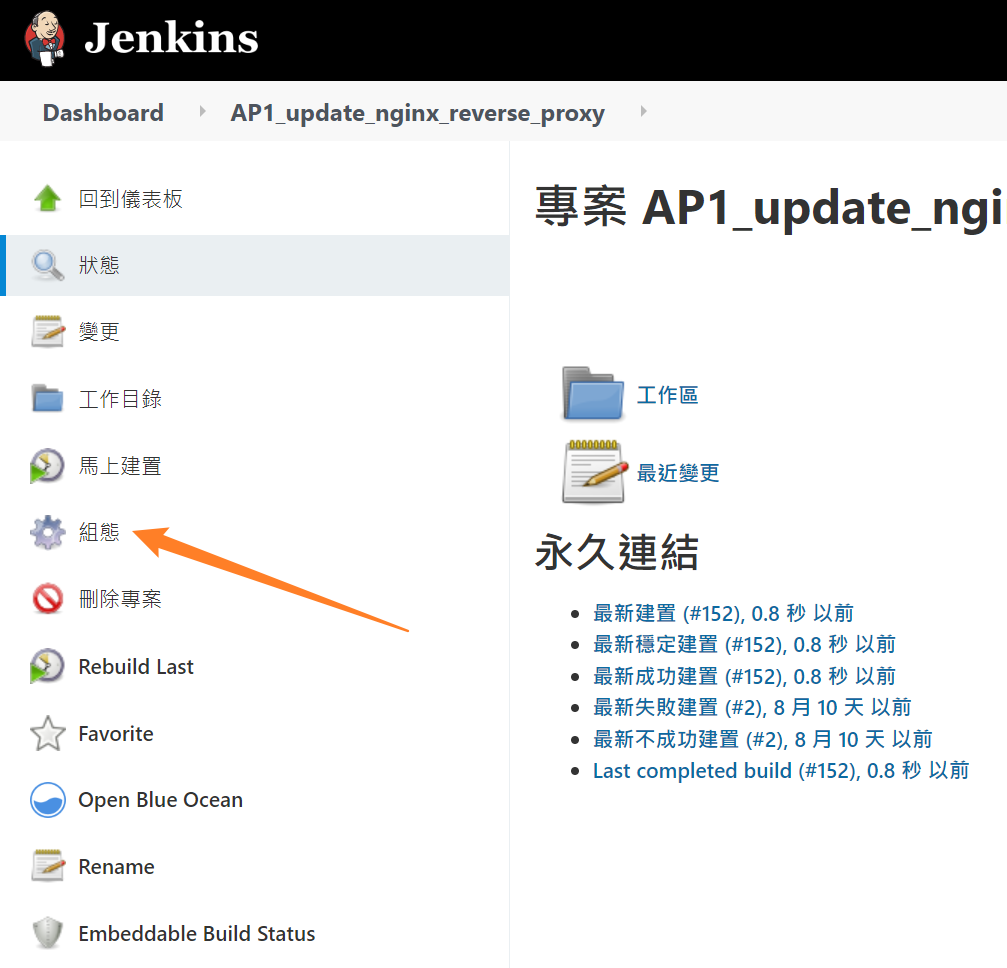 Jenkins
Dashboard
AP1_update_nginx_reverse_proxy
回到儀表板
狀態
變更
工作目錄
馬上建置
組態
刪除專案
Rebuild Last
Favorite
Open Blue Ocean
Rename
Embeddable Build Status
專案 AP1_update_ngi
工作區
最近變更
永久連結
最新建置 (#152), 0.8 秒 以前
最新穩定建置 (#152), 0.8 秒 以前
最新成功建置 (#152), 0.8 秒 以前
最新失敗建置 (#2), 8 月 10 天 以前
最新不成功建置 (#2), 8 月 10 天 以前
Last completed build (#152), 0.8 秒 以前